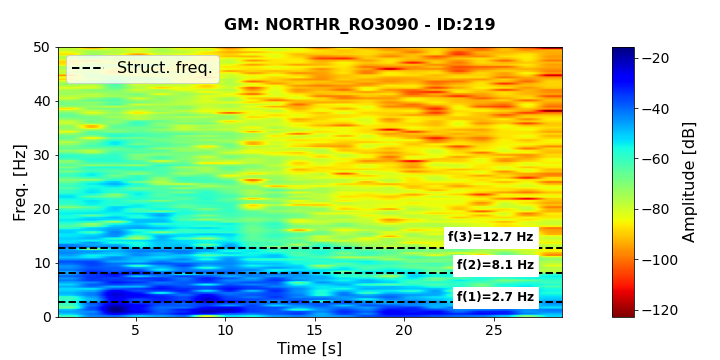 GM: NORTHR_RO3090 - ID:219
Struct. freq.
50
40
30
20
10
0
Freq. [Hz]
f(3)=12.7 Hz
f(2)=8.1 Hz
f(1)=2.7 Hz
5
10
15
20
25
Time [s]
−20
−40
−60
−80
−100
−120
Amplitude [dB]